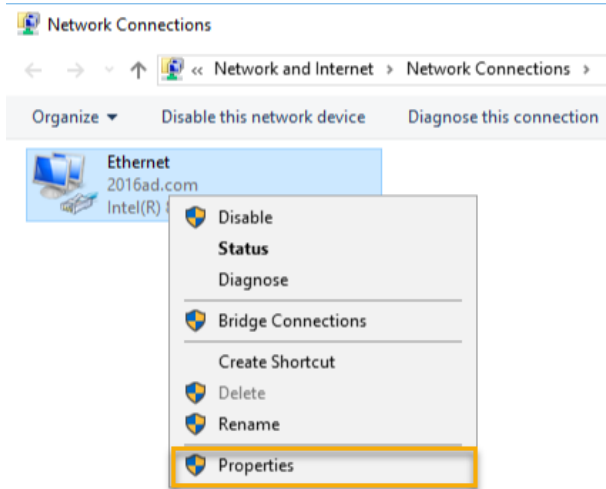 Network Connections
« Network and Internet > Network Connections >
Organize Disable this network device Diagnose this connection
Ethernet
2016ad.com
Intel(R)
Disable
Status
Diagnose
Bridge Connections
Create Shortcut
Delete
Rename
Properties